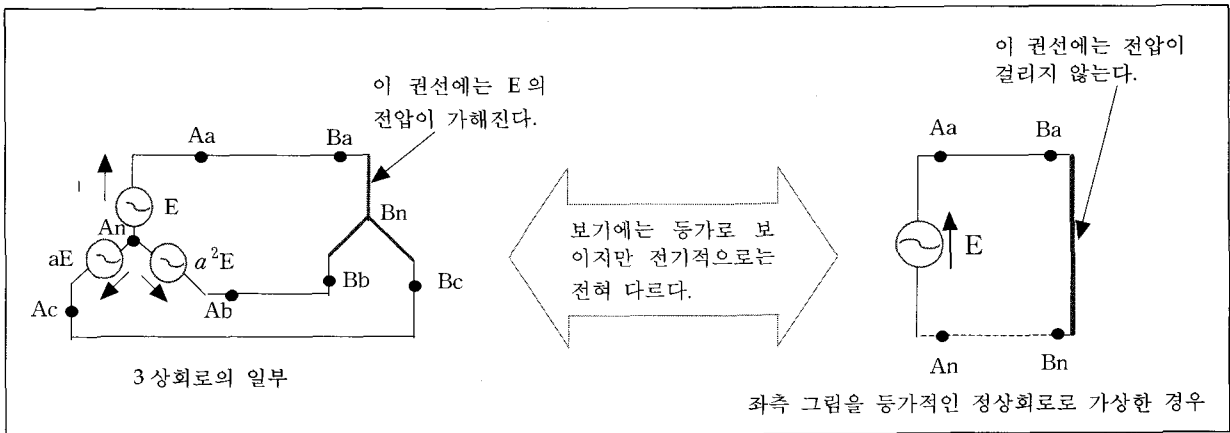 이 권선에는 E의
전압이 가해진다.
Aa
Ba
E
An
Bn
aE
a²E
Bb
Bc
Ac
Ab
3상회로의 일부
보기에는 등가로 보
이지만 전기적으로는
전혀 다르다.
이 권선에는 전압이
걸리지 않는다.
Aa
Ba
E
An
Bn
좌측 그림을 등가적인 정상회로로 가상한 경우